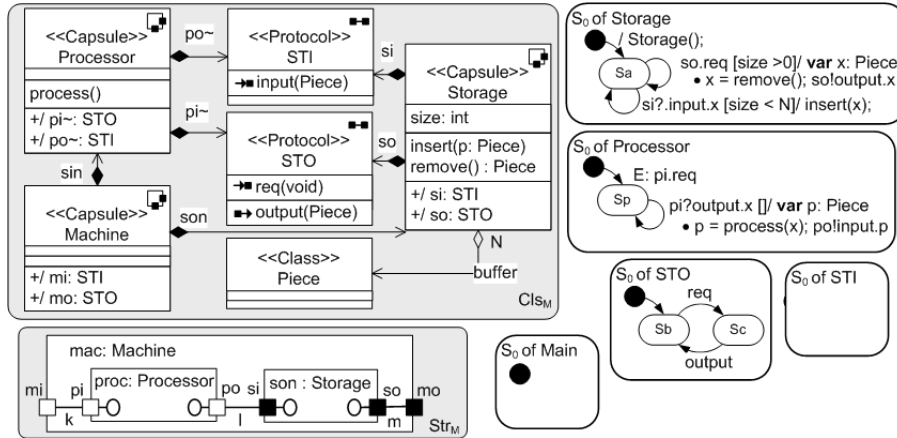 <<Capsule>>
Processor
process()
+/ pi~: STO
+/ po~: STI
po~
<<Protocol>>
STI
input(Piece)
si
<<Capsule>>
Storage
size: int
insert(p: Piece)
remove() : Piece
+/ si: STI
+/ so: STO
pi~
<<Protocol>>
STO
req(void)
output(Piece)
so
sin
<<Capsule>>
Machine
+/ mi: STI
+/ mo: STO
son
<<Class>>
Piece
N
buffer
Cls_M
S₀ of Storage
/ Storage();
Sa
so.req [size >0]/ var x: Piece
• x = remove(); so!output.x
si?.input.x [size < N]/ insert(x);
S₀ of Processor
E: pi.req
Sp
pi?output.x []/ var p: Piece
• p = process(x); po!input.p
S₀ of STO
req
Sb
Sc
output
S₀ of STI
S₀ of Main
mac: Machine
mi
pi
proc: Processor
po
si
son : Storage
so
mo
k
l
m
Str_M